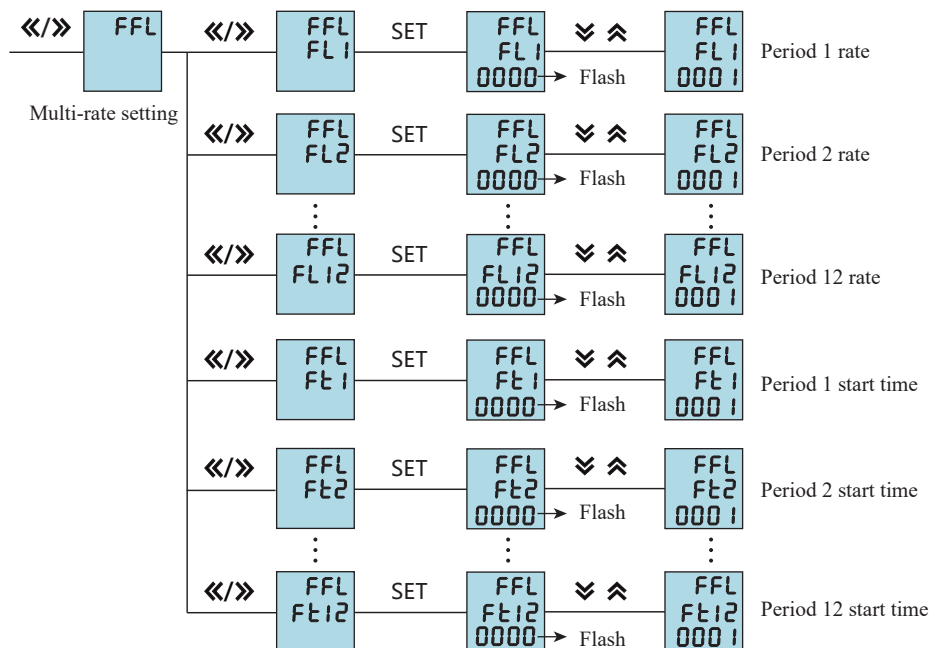 «/» FFL «/» FFL SET FFL FFL
FL1 FL1 FL1 Period 1 rate
0000 Flash 0001
Multi-rate setting
«/» FFL SET FFL FFL
FL2 FL2 FL2 Period 2 rate
0000 Flash 0001
«/» FFL SET FFL FFL
FL12 FL12 FL12 Period 12 rate
0000 Flash 0001
«/» FFL SET FFL FFL
Ft1 Ft1 Ft1 Period 1 start time
0000 Flash 0001
«/» FFL SET FFL FFL
Ft2 Ft2 Ft2 Period 2 start time
0000 Flash 0001
«/» FFL SET FFL FFL
Ft12 Ft12 Ft12 Period 12 start time
0000 Flash 0001